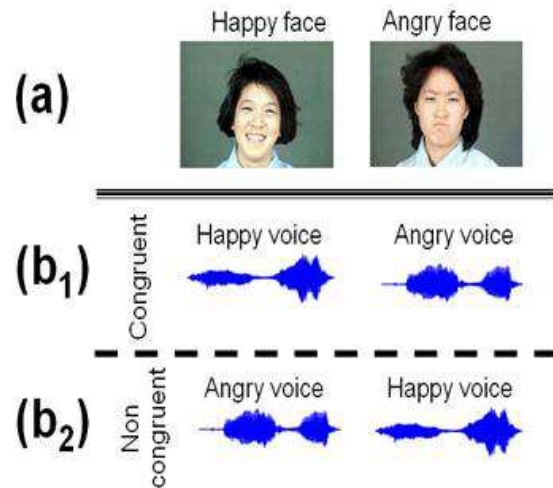 Happy face Angry face
(a)
Congruent
Happy voice Angry voice
(b1)
Non
congruent
Angry voice Happy voice
(b2)